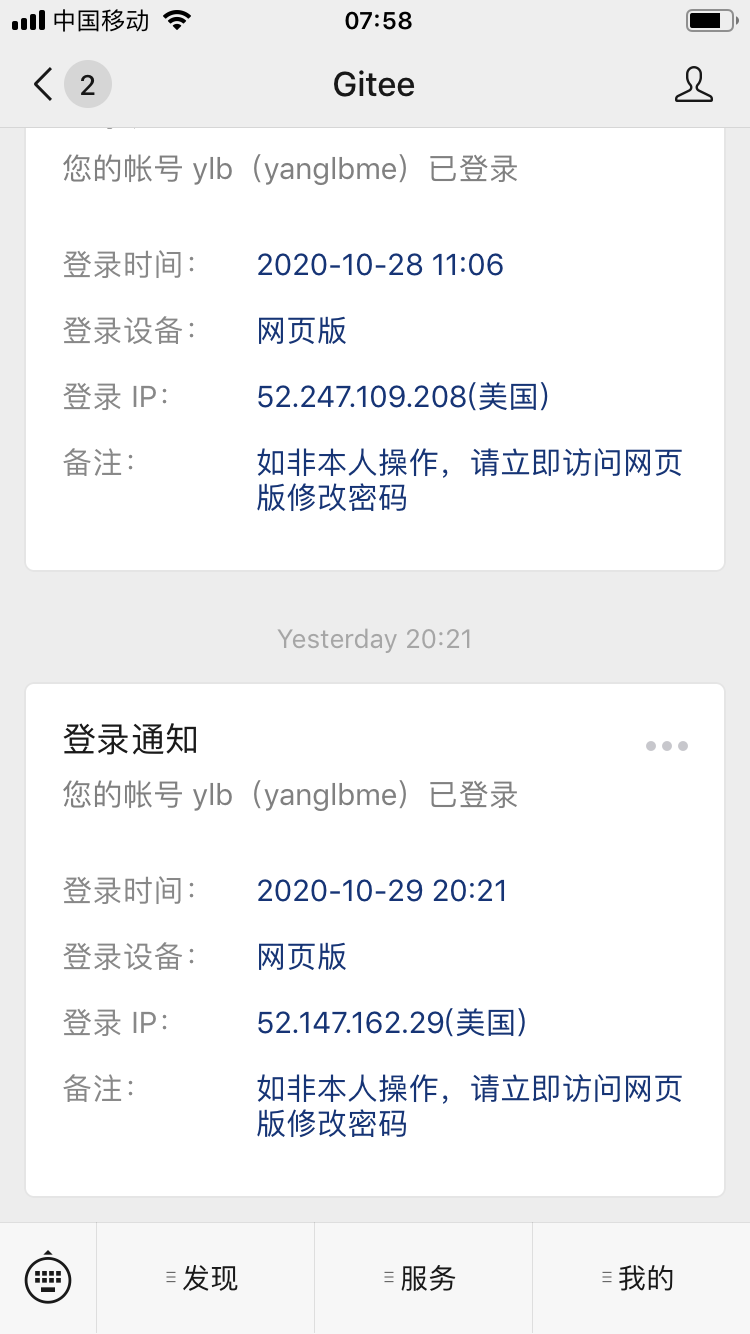 中国移动
07:58
2
Gitee
您的帐号 ylb（yanglbme）已登录
登录时间： 2020-10-28 11:06
登录设备： 网页版
登录 IP： 52.247.109.208(美国)
备注： 如非本人操作，请立即访问网页
版修改密码
Yesterday 20:21
登录通知
您的帐号 ylb（yanglbme）已登录
登录时间： 2020-10-29 20:21
登录设备： 网页版
登录 IP： 52.147.162.29(美国)
备注： 如非本人操作，请立即访问网页
版修改密码
发现
服务
我的